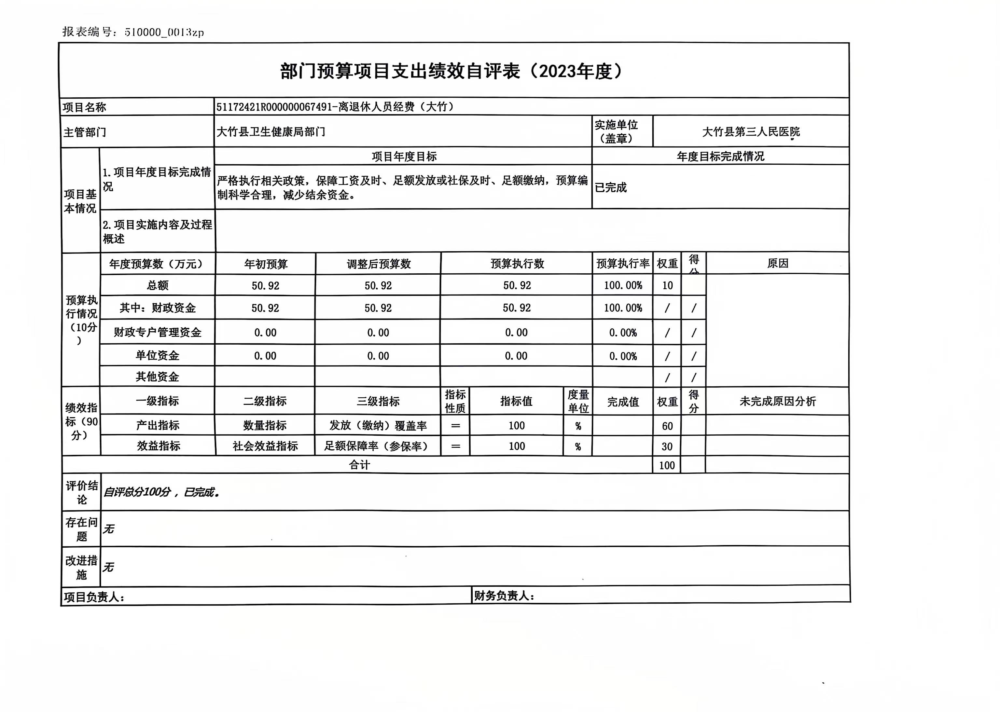 报表编号：510000_0013zp
部门预算项目支出绩效自评表（2023年度）
项目名称 51172421R000000067491-离退休人员经费（大竹）
主管部门 大竹县卫生健康局部门 实施单位（盖章） 大竹县第三人民医院
项目基本情况 1.项目年度目标完成情况 项目年度目标 年度目标完成情况
严格执行相关政策，保障工资及时、足额发放或社保及时、足额缴纳，预算编
制科学合理，减少结余资金。 已完成
2.项目实施内容及过程
概述
预算执行情况（10分） 年度预算数（万元） 年初预算 调整后预算数 预算执行数 预算执行率 权重 得分 原因
总额 50.92 50.92 50.92 100.00% 10
其中：财政资金 50.92 50.92 50.92 100.00% / /
财政专户管理资金 0.00 0.00 0.00 0.00% / /
单位资金 0.00 0.00 0.00 0.00% / /
其他资金 / /
绩效指标（90分） 一级指标 二级指标 三级指标 指标性质 指标值 度量单位 完成值 权重 得分 未完成原因分析
产出指标 数量指标 发放（缴纳）覆盖率 ＝ 100 % 60
效益指标 社会效益指标 足额保障率（参保率） ＝ 100 % 30
合计 100
评价结论 自评总分100分，已完成。
存在问题 无
改进措施 无
项目负责人： 财务负责人：